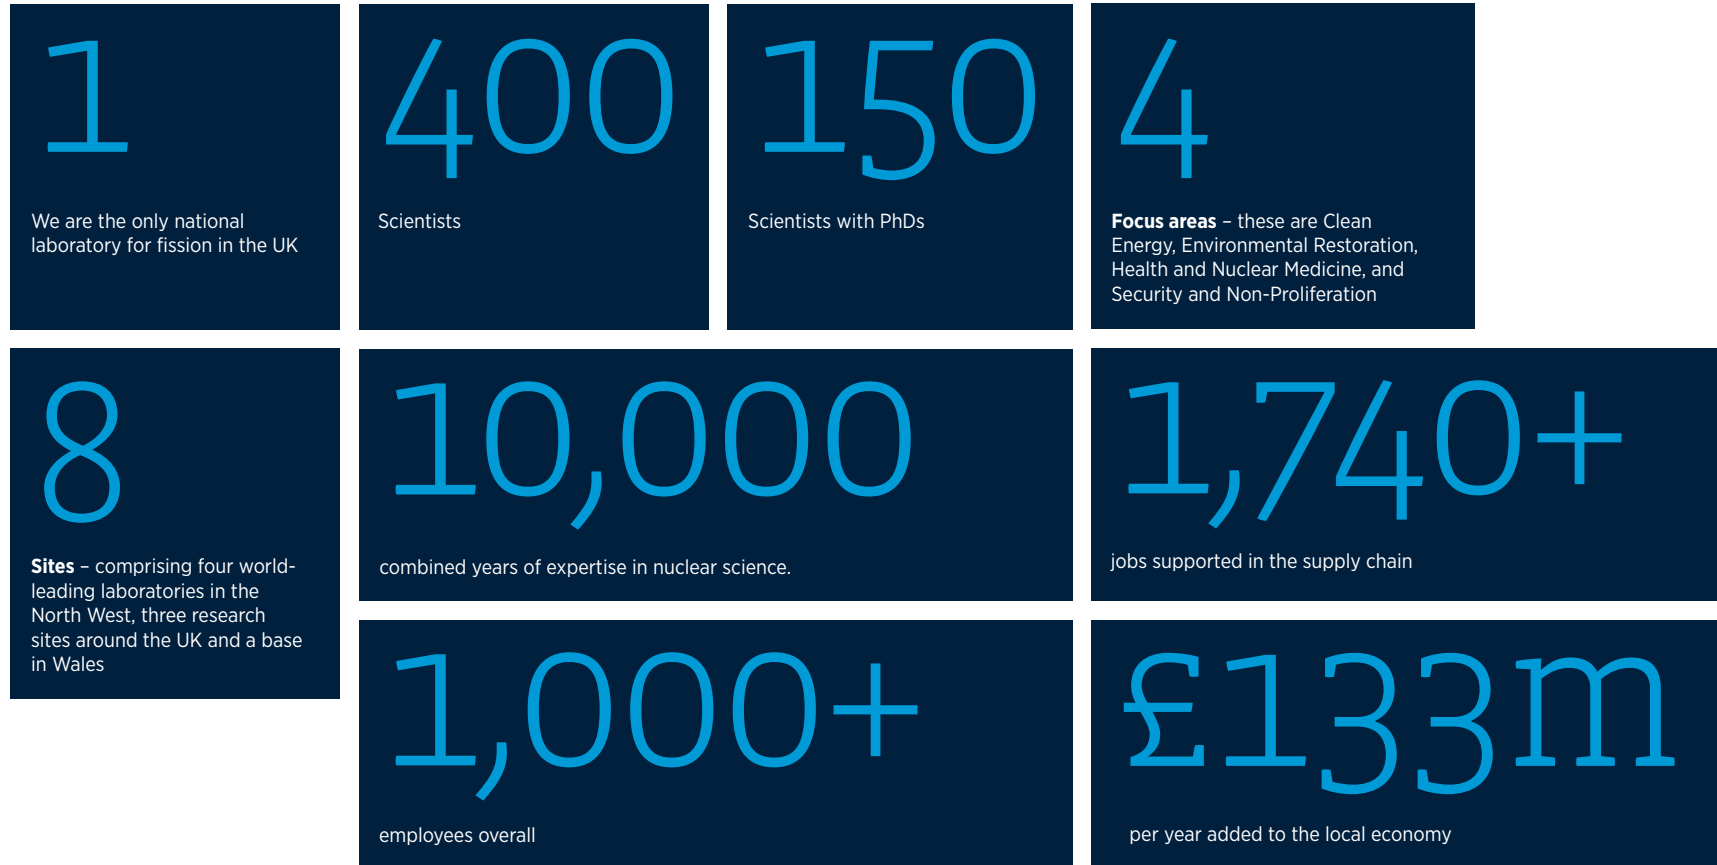 1
We are the only national
laboratory for fission in the UK
400
Scientists
150
Scientists with PhDs
4
Focus areas – these are Clean
Energy, Environmental Restoration,
Health and Nuclear Medicine, and
Security and Non-Proliferation
8
Sites – comprising four world-
leading laboratories in the
North West, three research
sites around the UK and a base
in Wales
10,000
combined years of expertise in nuclear science.
1,740+
jobs supported in the supply chain
1,000+
employees overall
£133m
per year added to the local economy